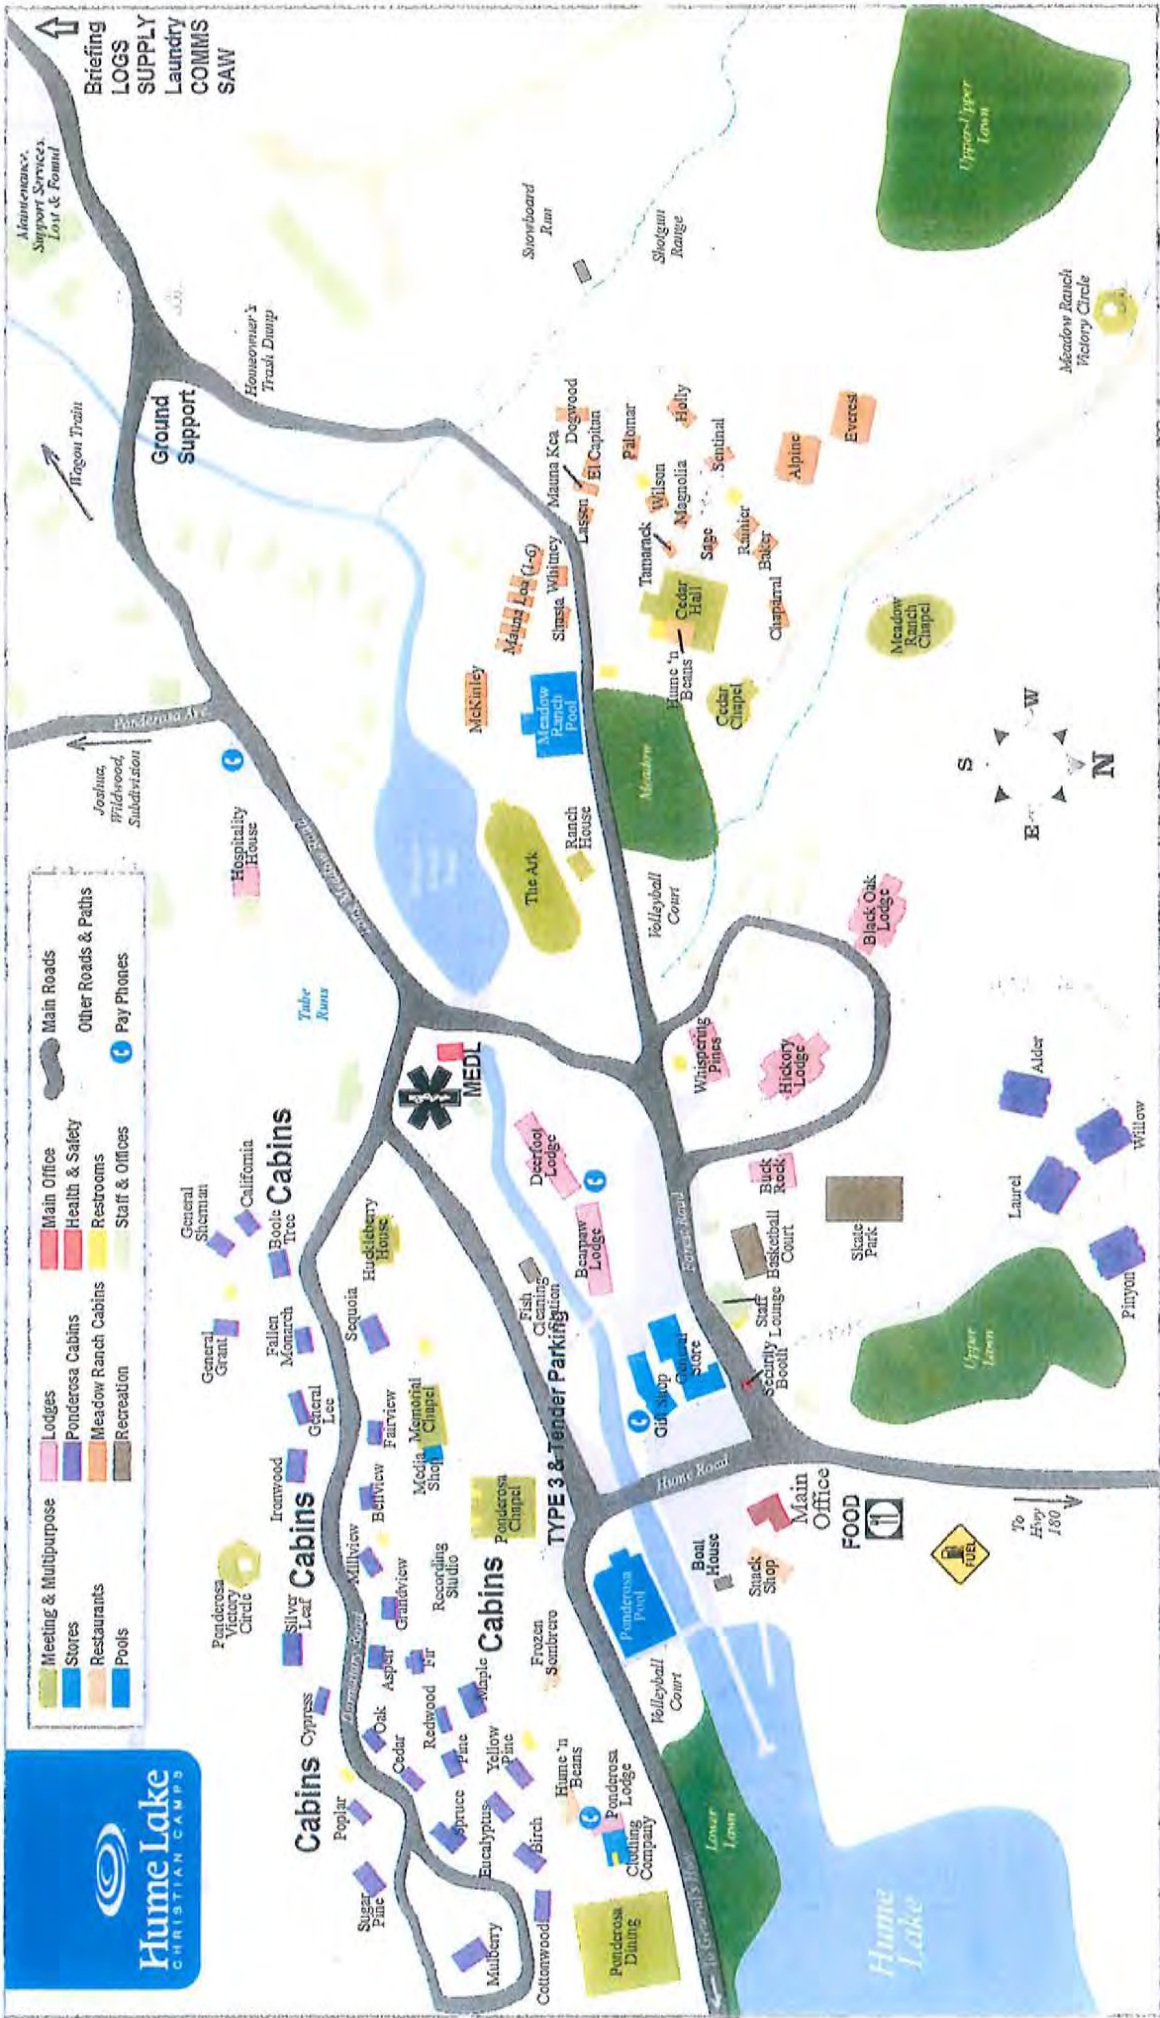 Hume Lake
CHRISTIAN CAMPS
Meeting & Multipurpose
Stores
Restaurants
Pools
Lodges
Ponderosa Cabins
Meadow Ranch Cabins
Recreation
Main Office
Health & Safety
Restrooms
Staff & Offices
Main Roads
Other Roads & Paths
Pay Phones
Joshua,
Wildwood,
Subdivision
Ponderosa Ave
Wagon Train
Maintenance,
Support Services,
Lost & Found
Briefing
LOGS
SUPPLY
Laundry
COMMS
SAW
Ground
Support
Homeowner's
Trash Dump
Hospitality
House
Tube
Runs
Ponderosa
Victory
Circle
General
Grant
General
Sherman
California
Cabins
Boole
Tree
Fallen
Monarch
General
Lee
Ironwood
Cabins
Silver
Leaf
Cypress
Cabins
Poplar
Sugar
Pine
Mulberry
Cottonwood
Huckleberry
House
Sequoia
Fairview
Memorial
Chapel
Media
Shop
Bellview
Millview
Grandview
Recording
Studio
Ponderosa
Chapel
Cabins
Aspen
Fir
Maple
Oak
Cedar
Redwood
Pine
Yellow
Pine
Spruce
Eucalyptus
Birch
Frozen
Sombrero
Hume 'n
Beans
Ponderosa
Lodge
Clothing
Company
Ponderosa
Dining
Volleyball
Court
Ponderosa
Pool
Lower
Lawn
Hume
Lake
MEDL
TYPE 3 & Tender Parking
Fish
Cleaning
Station
Deerfoot
Lodge
Bearpaw
Lodge
Gift Shop
General
Store
Hume Road
Forest Road
Boat
House
Snack
Shop
Main
Office
FOOD
FUEL
To
Hwy
180
Security
Booth
Staff
Lounge
Basketball
Court
Buck
Rock
Skate
Park
Upper
Lawn
Pinyon
Laurel
Willow
Alder
Whispering
Pines
Hickory
Lodge
Black Oak
Lodge
Volleyball
Court
The Ark
Ranch
House
Meadow
McKinley
Meadow
Ranch
Pool
Mauna Loa (1-6)
Shasta
Whitney
Lassen
Mauna Kea
El Capitan
Dogwood
Palomar
Holly
Wilson
Magnolia
Sentinal
Tamarack
Sage
Rainier
Baker
Cedar
Hall
Hume 'n
Beans
Cedar
Chapel
Chaparral
Alpine
Everest
Meadow
Ranch
Chapel
Snowboard
Run
Shotgun
Range
Meadow Ranch
Victory Circle
Upper-Upper
Lawn
S
W
E
N